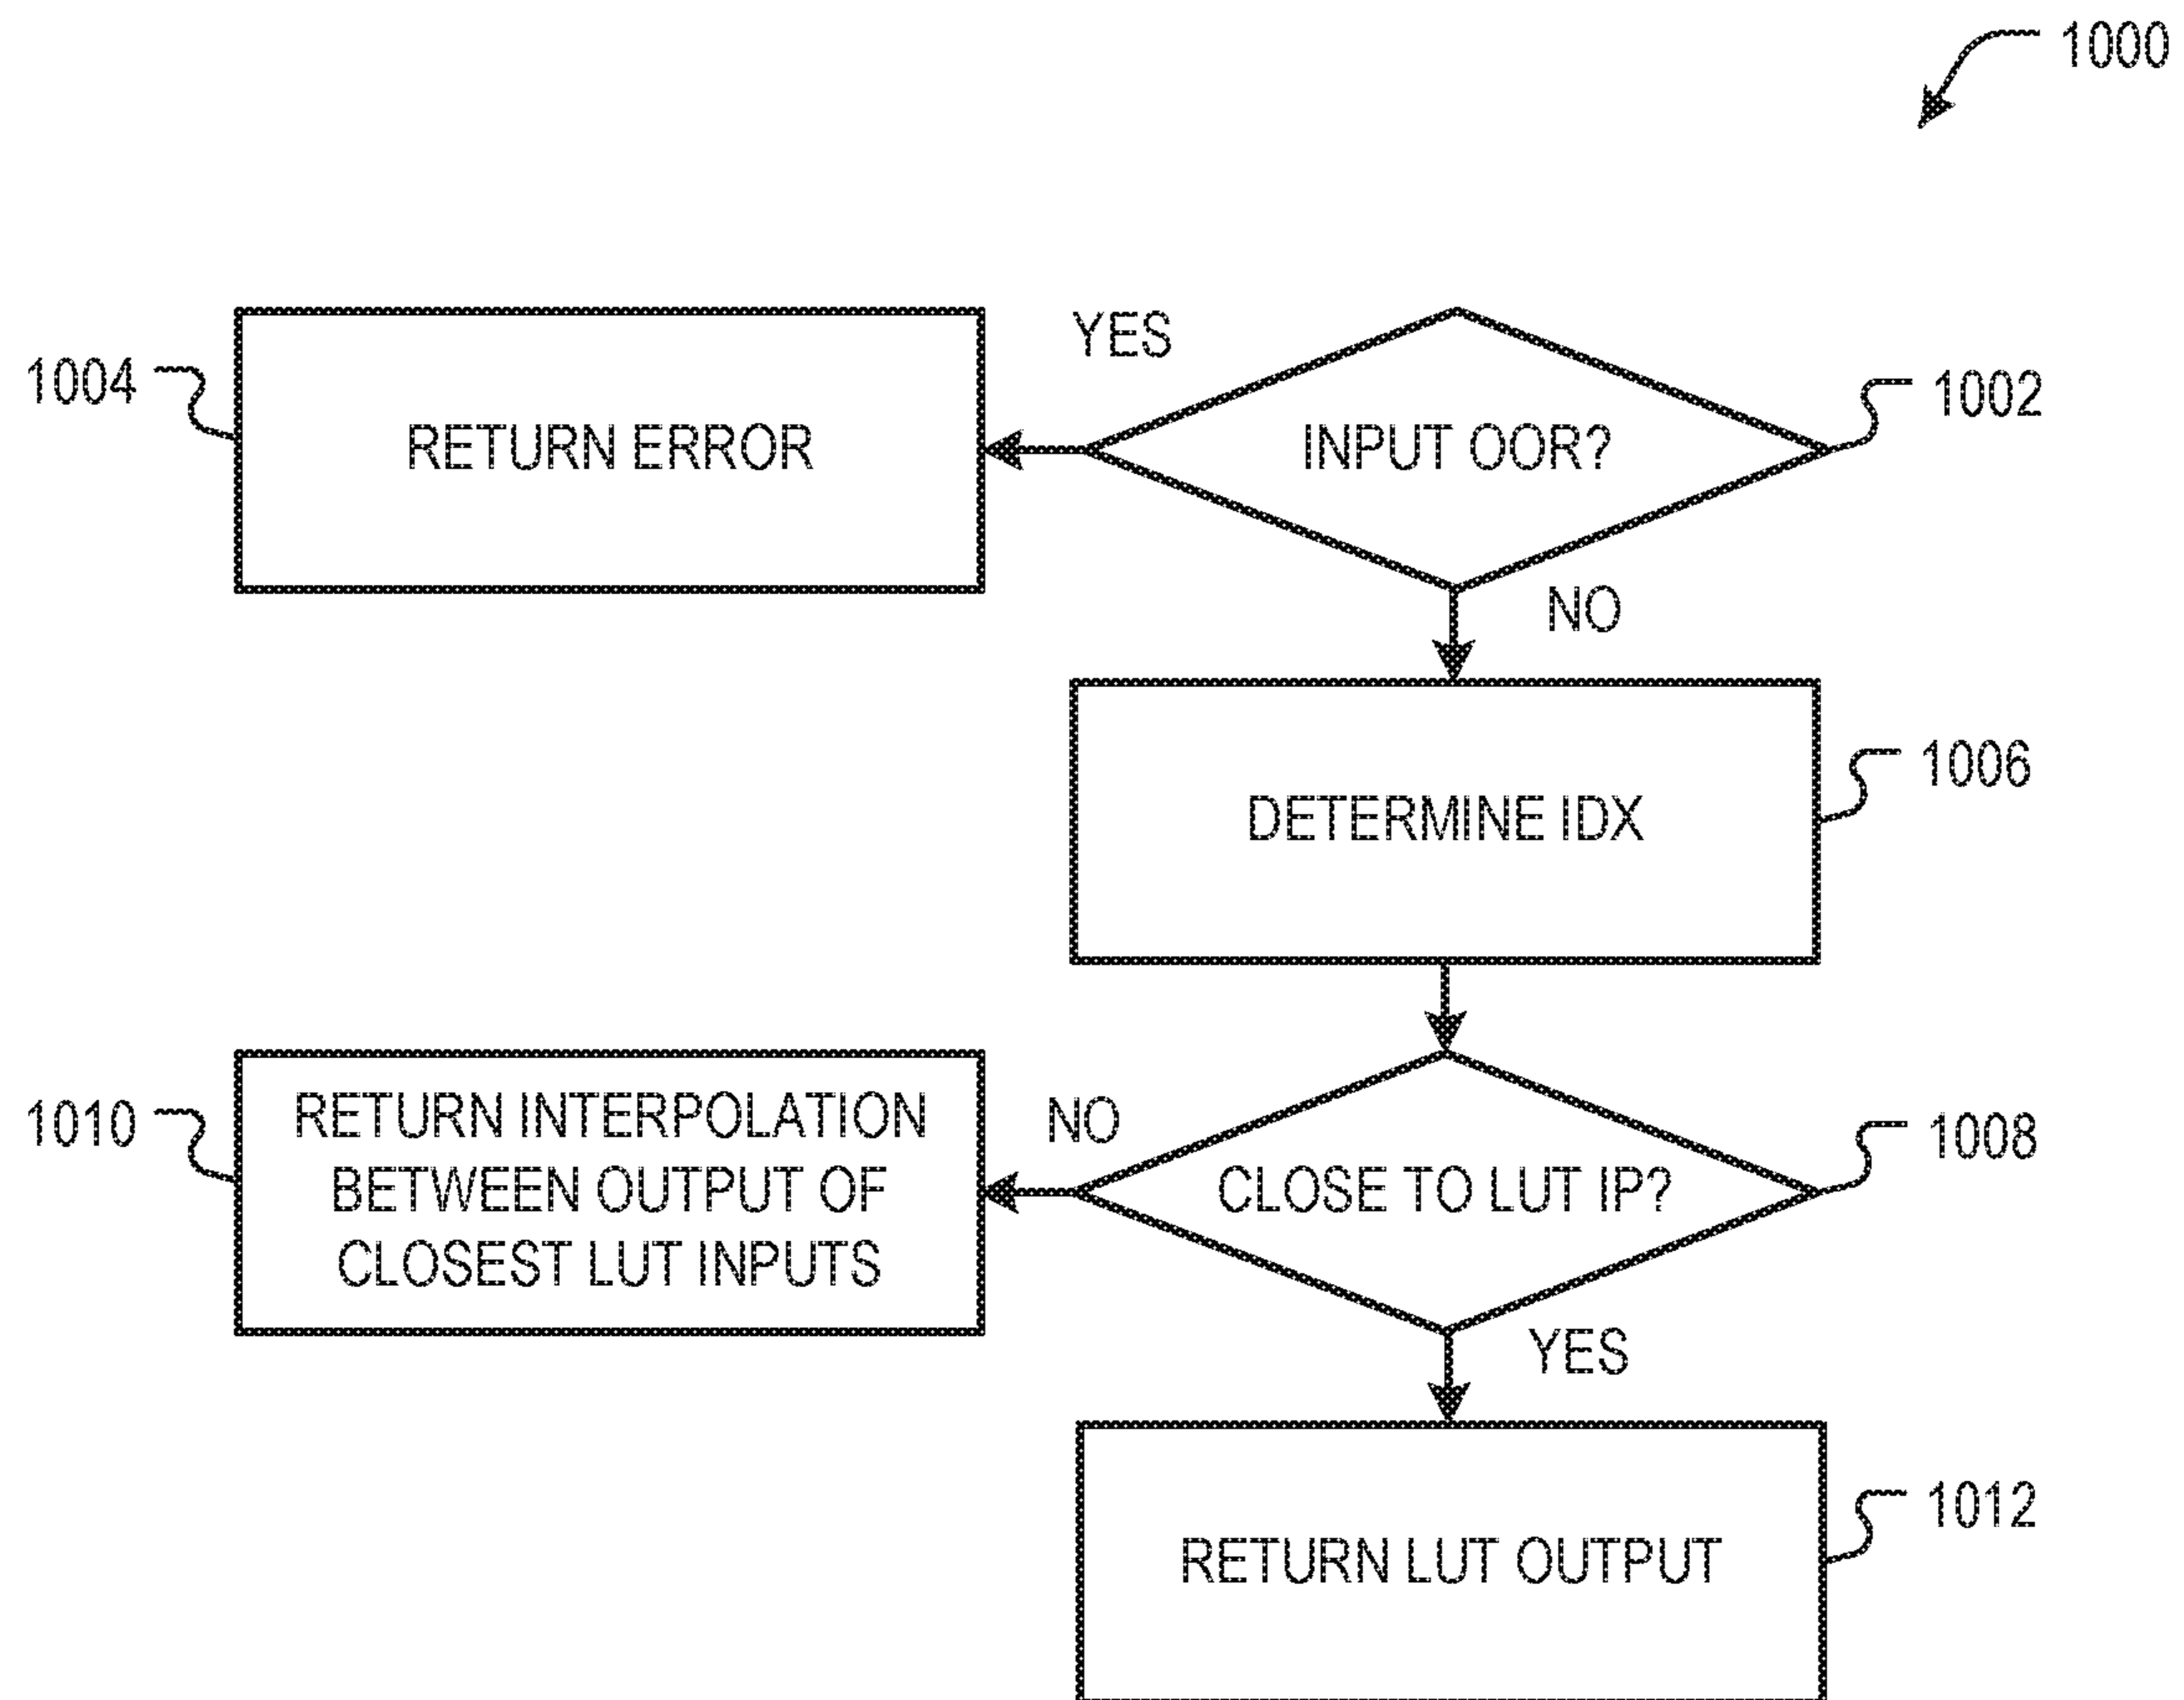 1000
YES
1004
RETURN ERROR
INPUT OOR?
1002
NO
DETERMINE IDX
1006
1010
RETURN INTERPOLATION
BETWEEN OUTPUT OF
CLOSEST LUT INPUTS
NO
CLOSE TO LUT IP?
1008
YES
RETURN LUT OUTPUT
1012